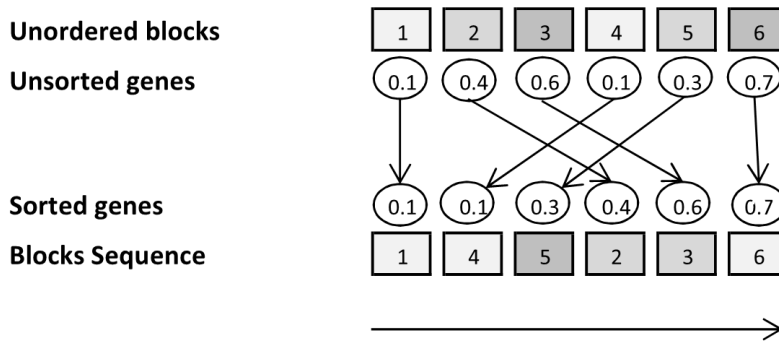 Unordered blocks 1 2 3 4 5 6
Unsorted genes 0.1 0.4 0.6 0.1 0.3 0.7
Sorted genes 0.1 0.1 0.3 0.4 0.6 0.7
Blocks Sequence 1 4 5 2 3 6